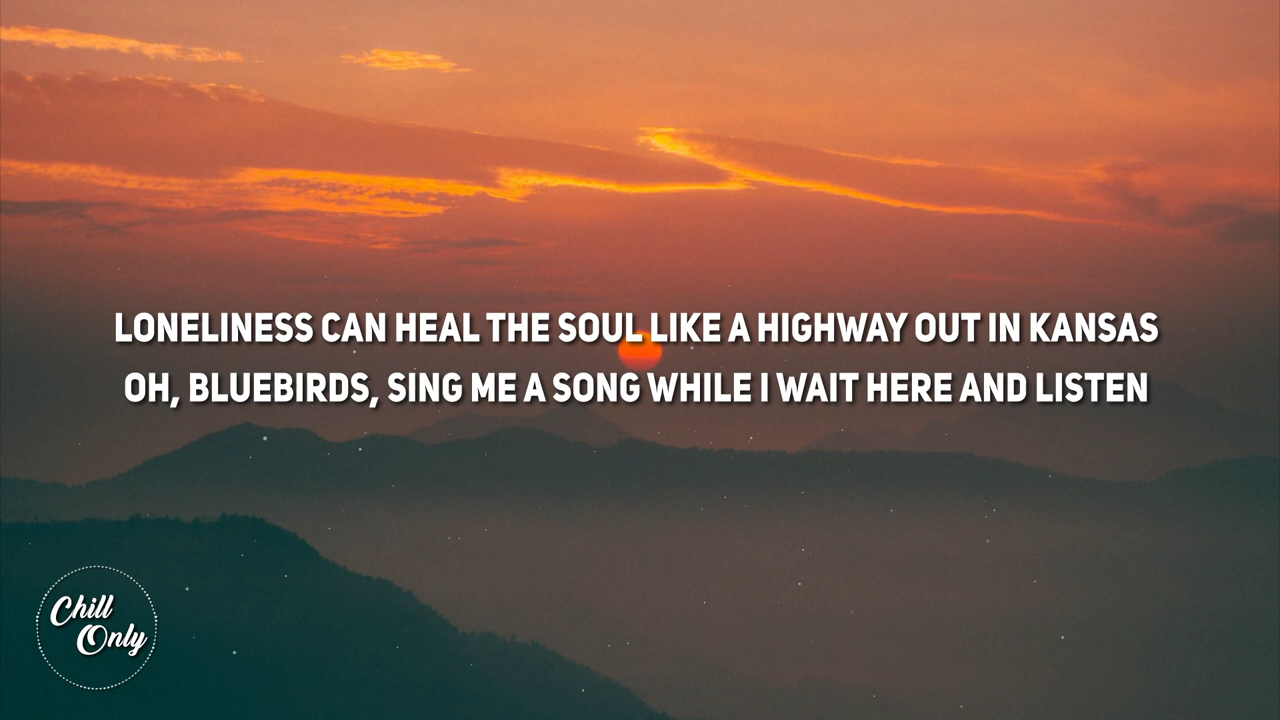 LONELINESS CAN HEAL THE SOUL LIKE A HIGHWAY OUT IN KANSAS
OH, BLUEBIRDS, SING ME A SONG WHILE I WAIT HERE AND LISTEN
Chill
Only